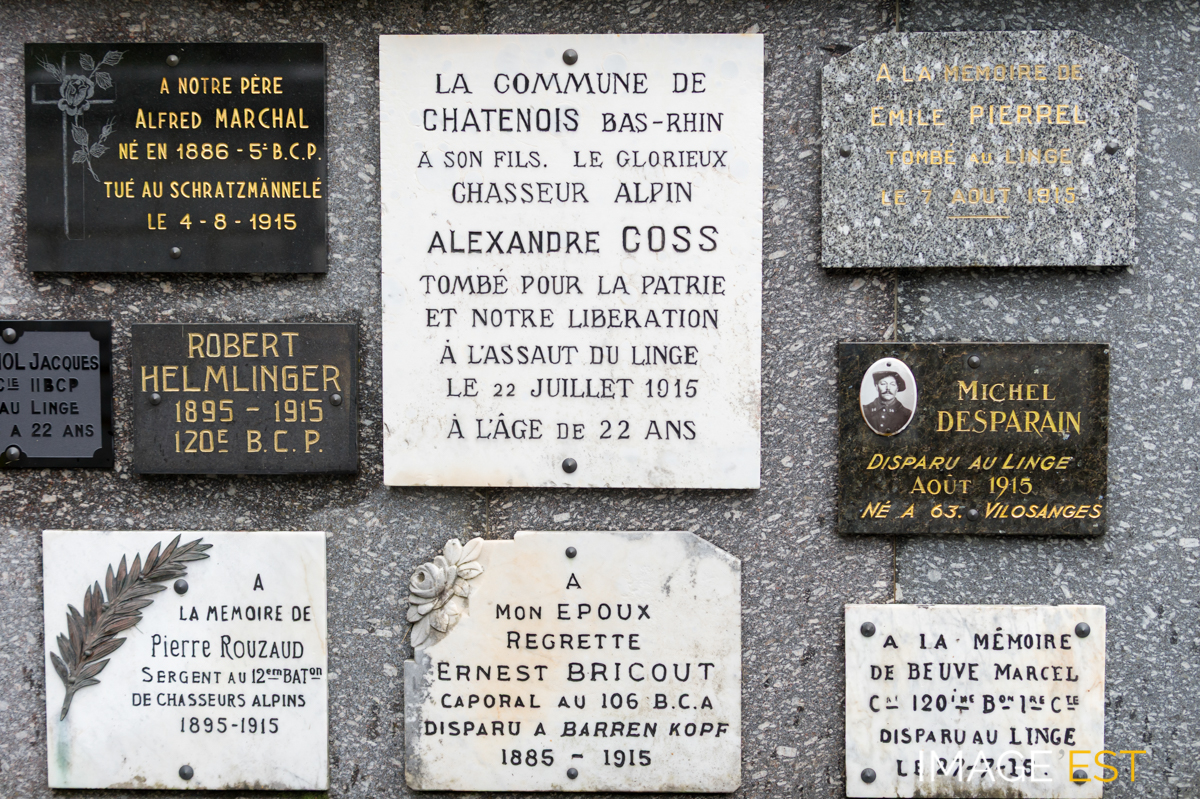 A NOTRE PÈRE
ALFRED MARCHAL
NÉ EN 1886 - 5E B.C.P.
TUÉ AU SCHRATZMÄNNELÉ
LE 4 - 8 - 1915
LA COMMUNE DE
CHATENOIS BAS-RHIN
A SON FILS. LE GLORIEUX
CHASSEUR ALPIN
ALEXANDRE COSS
TOMBÉ POUR LA PATRIE
ET NOTRE LIBERATION
À L'ASSAUT DU LINGE
LE 22 JUILLET 1915
À L'ÂGE DE 22 ANS
A LA MEMOIRE DE
EMILE PIERREL
TOMBÉ AU LINGE
LE 7 AOUT 1915
JACQUES
CIE 11 BCP
AU LINGE
A 22 ANS
ROBERT
HELMLINGER
1895 - 1915
120E B.C.P.
MICHEL
DESPARAIN
DISPARU AU LINGE
AOÛT 1915
NÉ A 63. VILOSANGES
A
LA MEMOIRE DE
Pierre ROUZAUD
SERGENT AU 12em BATon
DE CHASSEURS ALPINS
1895-1915
A
MON EPOUX
REGRETTE
ERNEST BRICOUT
CAPORAL AU 106 B.C.A
DISPARU A BARREN KOPF
1885 - 1915
A LA MÉMOIRE
DE BEUVE MARCEL
Cal 120ÈME Bon 1RE CIE
DISPARU AU LINGE
LE
IMAGE EST